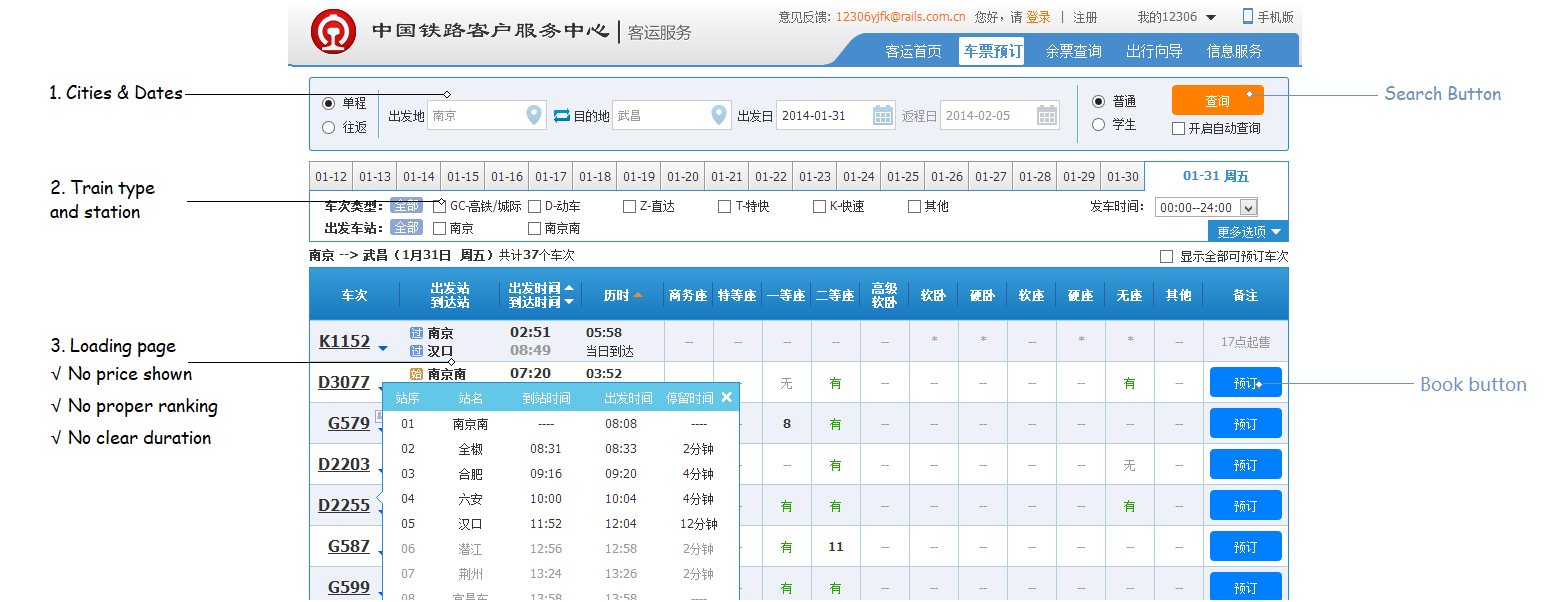 中国铁路客户服务中心 | 客运服务
意见反馈: 12306yjfk@rails.com.cn 您好，请 登录 | 注册 我的12306 手机版
客运首页 车票预订 余票查询 出行向导 信息服务
1. Cities & Dates
单程
往返
出发地 南京 目的地 武昌 出发日 2014-01-31 返程日 2014-02-05
普通
学生
查询
开启自动查询
Search Button
01-12 01-13 01-14 01-15 01-16 01-17 01-18 01-19 01-20 01-21 01-22 01-23 01-24 01-25 01-26 01-27 01-28 01-29 01-30 01-31 周五
2. Train type
and station
车次类型： 全部 GC-高铁/城际 D-动车 Z-直达 T-特快 K-快速 其他 发车时间： 00:00--24:00
出发车站： 全部 南京 南京南 更多选项
南京 --> 武昌（1月31日 周五）共计37个车次 显示全部可预订车次
车次 出发站 到达站 出发时间 到达时间 历时 商务座 特等座 一等座 二等座 高级软卧 软卧 硬卧 软座 硬座 无座 其他 备注
3. Loading page
√ No price shown
√ No proper ranking
√ No clear duration
K1152 过 南京 02:51 05:58 -- -- -- -- -- * * -- * * -- 17点起售
过 汉口 08:49 当日到达
D3077 始 南京南 07:20 03:52 无 有 -- -- -- -- -- 有 -- 预订
Book button
G579 8 有 -- -- -- -- -- -- -- 预订
D2203 -- 有 -- -- -- -- -- 无 -- 预订
D2255 有 有 -- -- -- -- -- 有 -- 预订
G587 有 11 -- -- -- -- -- -- -- 预订
G599 有 有 -- -- -- -- -- -- -- 预订
站序 站名 到站时间 出发时间 停留时间
01 南京南 ---- 08:08 ----
02 全椒 08:31 08:33 2分钟
03 合肥 09:16 09:20 4分钟
04 六安 10:00 10:04 4分钟
05 汉口 11:52 12:04 12分钟
06 潜江 12:56 12:58 2分钟
07 荆州 13:24 13:26 2分钟
08 宜昌东 13:58 13:58 ----